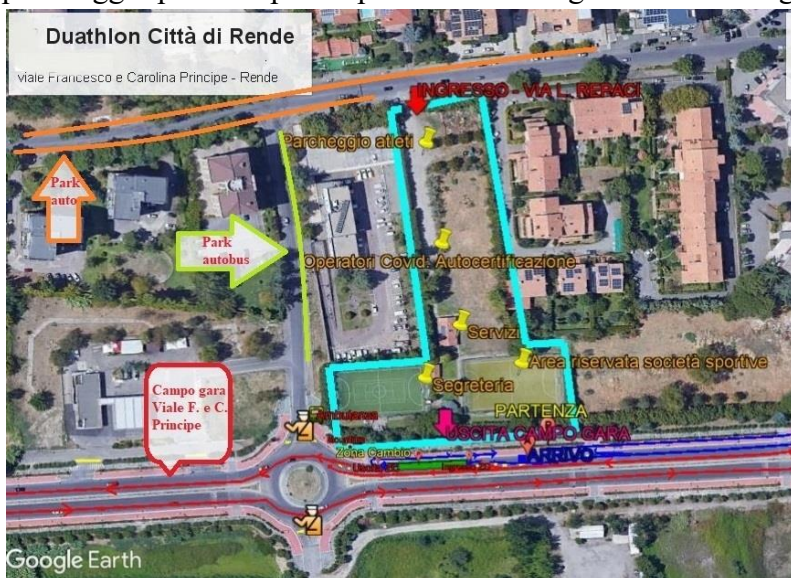 Duathlon Città di Rende
viale Francesco e Carolina Principe - Rende
INGRESSO - VIA L. REPACI
Parcheggio atleti
Park
auto
Park
autobus
Operatori Covid. Autocertificazione
Servizi
Area riservata società sportive
Segreteria
Campo gara
Viale F. e C.
Principe
Ambulanza
PARTENZA
USCITA CAMPO GARA
ARRIVO
Zona Cambio
Google Earth